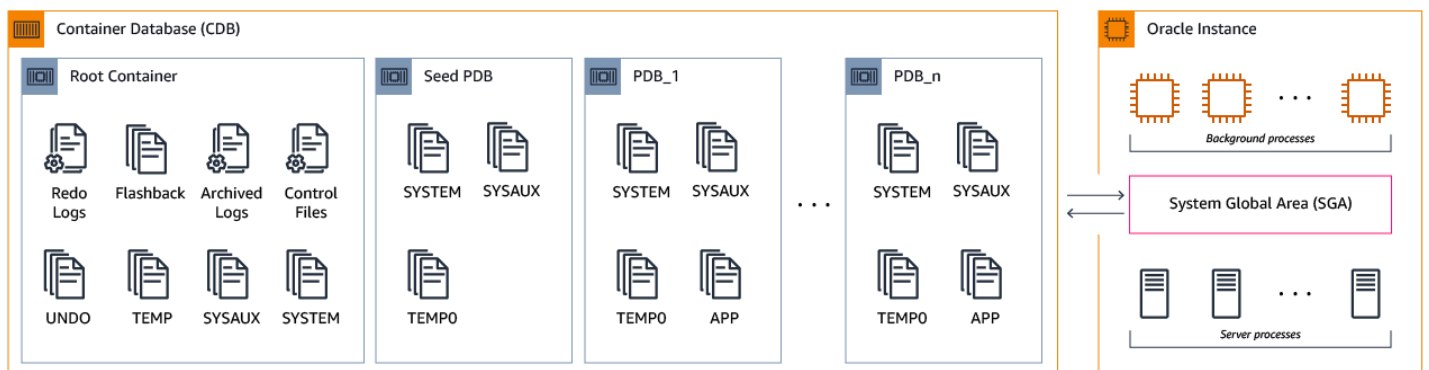 Container Database (CDB)
Oracle Instance
Root Container
Seed PDB
PDB_1
PDB_n
Redo
Logs
Flashback
Archived
Logs
Control
Files
SYSTEM
SYSAUX
SYSTEM
SYSAUX
. . .
SYSTEM
SYSAUX
UNDO
TEMP
SYSAUX
SYSTEM
TEMP0
TEMP0
APP
TEMP0
APP
. . .
Background processes
System Global Area (SGA)
. . .
Server processes